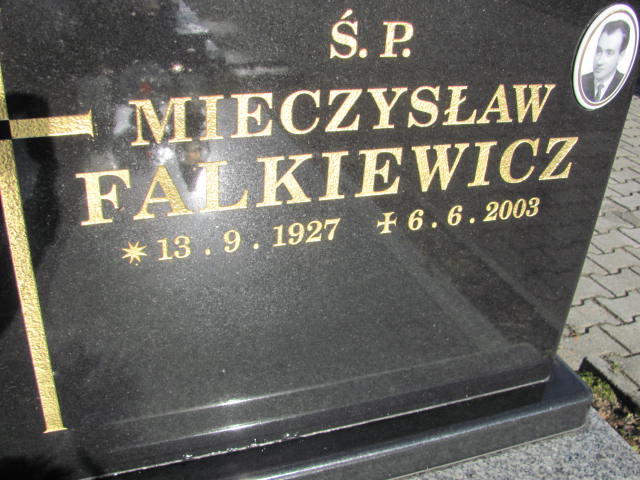 Ś. P.
MIECZYSŁAW
FALKIEWICZ
✴ 13 . 9 . 1927 ✠ 6 . 6 . 2003